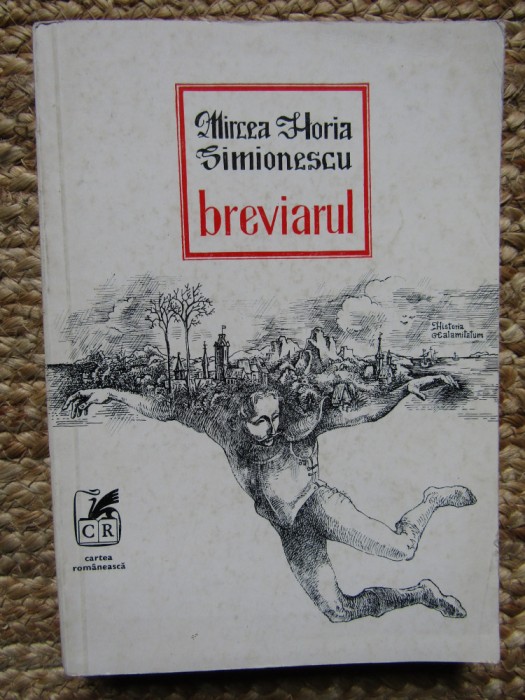 Mircea Horia
Simionescu
breviarul
Historia
Calamitatum
CR
cartea
românească